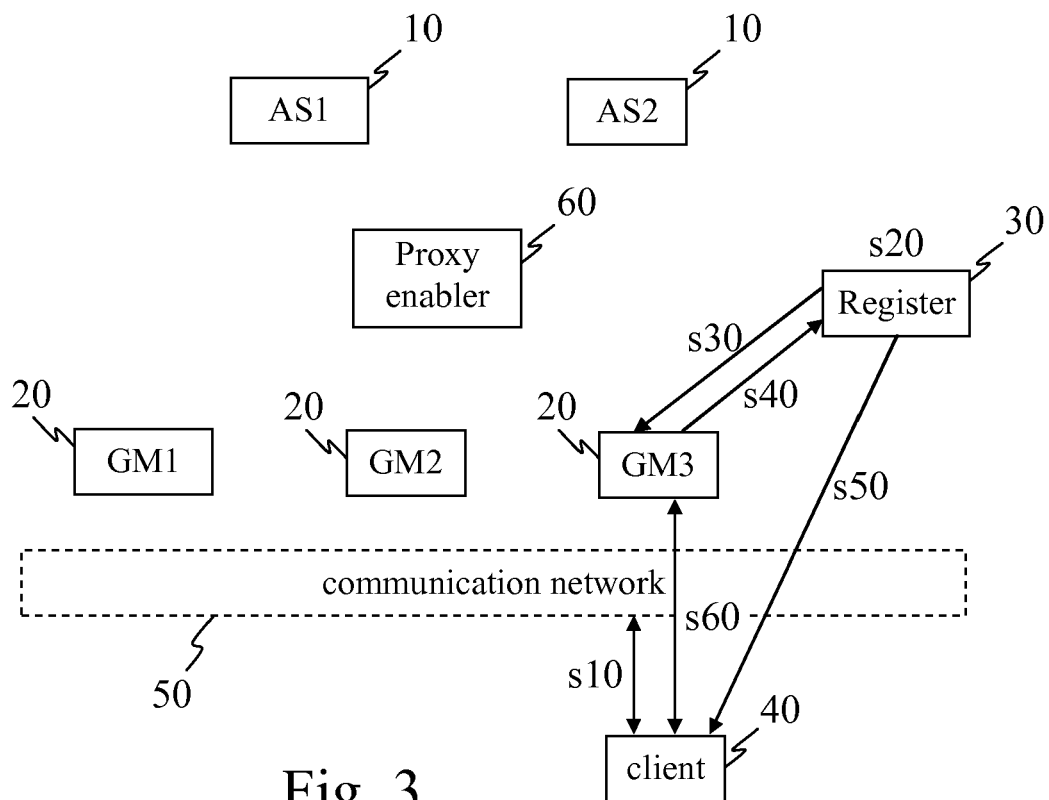 10
10
AS1
AS2
60
Proxy
enabler
30
s20
Register
s30
s40
20
20
20
GM1
GM2
GM3
s50
communication network
s60
s10
50
40
client
Fig. 3